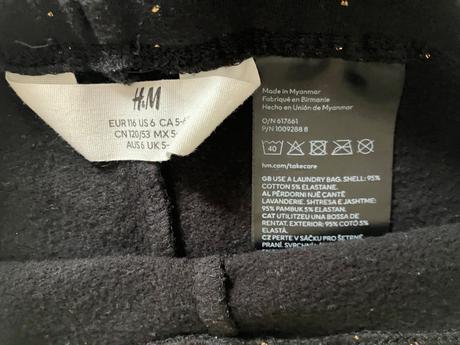 H&M
EUR 116 US 6 CA 5-6
CN 120/53 MX 5-
AUS 6 UK 5-
Made in Myanmar
Fabriqué en Birmanie
Hecho en Unión de Myanmar
O/N 617661
P/N 1009288 8
40
hm.com/takecare
GB USE A LAUNDRY BAG. SHELL: 95%
COTTON 5% ELASTANE.
AL PËRDORNI NJË ÇANTË
LAVANDERIE. SHTRESA E JASHTME:
95% PAMBUK 5% ELASTAN.
CAT UTILITZEU UNA BOSSA DE
RENTAT. EXTERIOR: 95% COTÓ 5%
ELASTÀ.
CZ PERTE V SÁČKU PRO ŠETRNÉ
PRANÍ. SVRCHNÍ